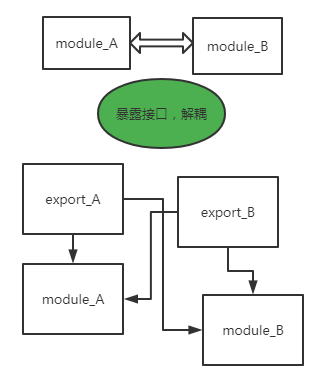 module_A
module_B
暴露接口，解耦
export_A
export_B
module_A
module_B